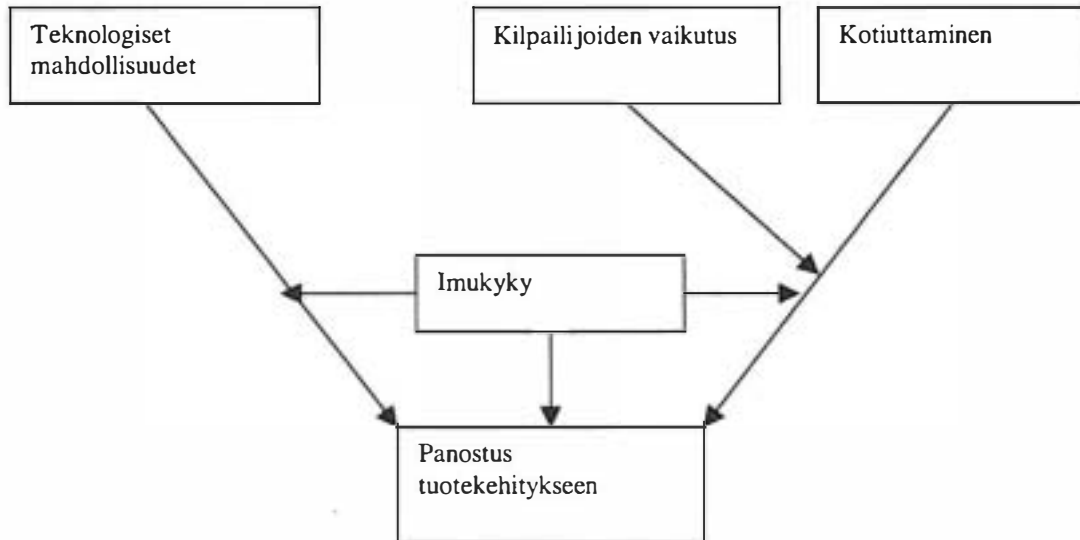 Teknologiset
mahdollisuudet
Kilpailijoiden vaikutus
Kotiuttaminen
Imukyky
Panostus
tuotekehitykseen